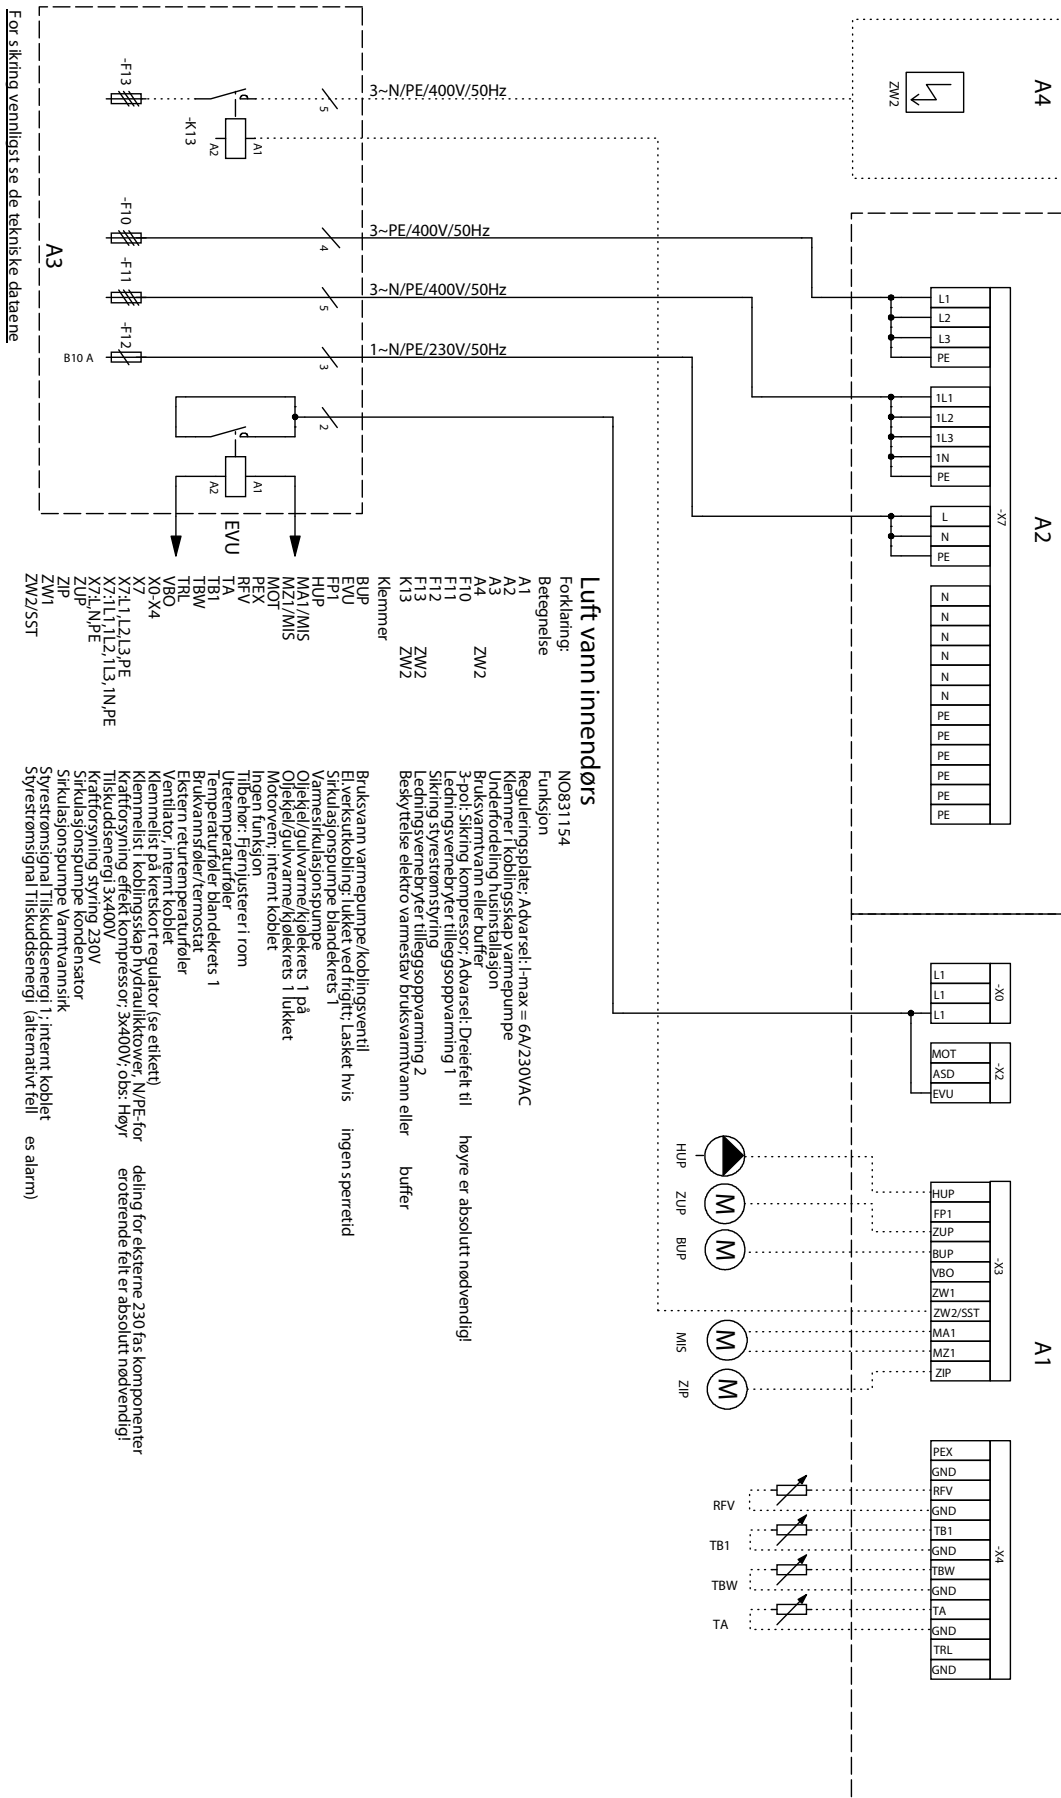 A4
ZW2
A2
-X7
L1
L2
L3
PE
1L1
1L2
1L3
1N
PE
L
N
PE
N
N
N
N
N
N
PE
PE
PE
PE
PE
PE
-X0
L1
L1
L1
-X2
MOT
ASD
EVU
A1
-X3
HUP
FP1
ZUP
BUP
VBO
ZW1
ZW2/SST
MA1
MZ1
ZIP
-X4
PEX
GND
RFV
GND
TB1
GND
TBW
GND
TA
GND
TRL
GND
HUP
ZUP
M
BUP
M
MIS
M
ZIP
M
RFV
TB1
TBW
TA
3~N/PE/400V/50Hz
3~PE/400V/50Hz
3~N/PE/400V/50Hz
1~N/PE/230V/50Hz
5
4
5
3
2
-F13
-K13
A2
A1
-F10
-F11
-F12
B10 A
A3
A2
A1
EVU
For sikring vennligst se de tekniske dataene
Luft vann innendørs
Forklaring: NO831154
Betegnelse Funksjon
A1 Reguleringsplate; Advarsel: I-max = 6A/230VAC
A2 Klemmer i koblingsskap varmepumpe
A3 Underfordeling husinstallasjon
A4 ZW2 Bruksvamtvann eller buffer
F10 3-pol: Sikring kompressor; Advarsel: Dreiefelt til høyre er absolutt nødvendig!
F11 Ledningsvernebryter tilleggsoppvarming 1
F12 Sikring styrestrømstyring
F13 ZW2 Ledningsvernebryter tilleggsoppvarming 2
K13 ZW2 Beskyttelse elektro varmestav bruksvarmtvann eller buffer
Klemmer
BUP Bruksvann varmepumpe/koblingsventil
EVU El.verksutkobling: lukket ved frigitt; Lasket hvis ingen sperretid
FP1 Sirkulasjonspumpe blandekrets 1
HUP Varmesirkulasjonspumpe
MA1/MIS Oljekjel/gulvvarme/kjølekrets 1 på
MZ1/MIS Oljekjel/gulvvarme/kjølekrets 1 lukket
MOT Motorvern; internt koblet
PEX Ingen funksjon
RFV Tilbehør: Fjernjusterer i rom
TA Utetemperaturføler
TB1 Temperaturføler blandekrets 1
TBW Brukvannsføler/termostat
TRL Ekstern returtemperaturføler
VBO Ventilator, internt koblet
X0-X4 Klemmelist på kretskort regulator (se etikett)
X7 Klemmelist i koblingsskap hydraulikktower, N/PE-for deling for eksterne 230 fas komponenter
X7:L1,L2,L3,PE Kraftforsyning effekt kompressor; 3x400V; obs: Høyr eroterende felt er absolutt nødvendig!
X7:1L1,1L2,1L3,1N,PE Tilskuddsenergi 3x400V
X7:L,N,PE Kraftforsyning styring 230V
ZUP Sirkulasjonspumpe kondensator
ZIP Sirkulasjonspumpe Varmtvannsirk
ZW1 Styrestrømsignal Tilskuddsenergi 1; internt koblet
ZW2/SST Styrestrømsignal Tilskuddsenergi (alternativt fell es alarm)